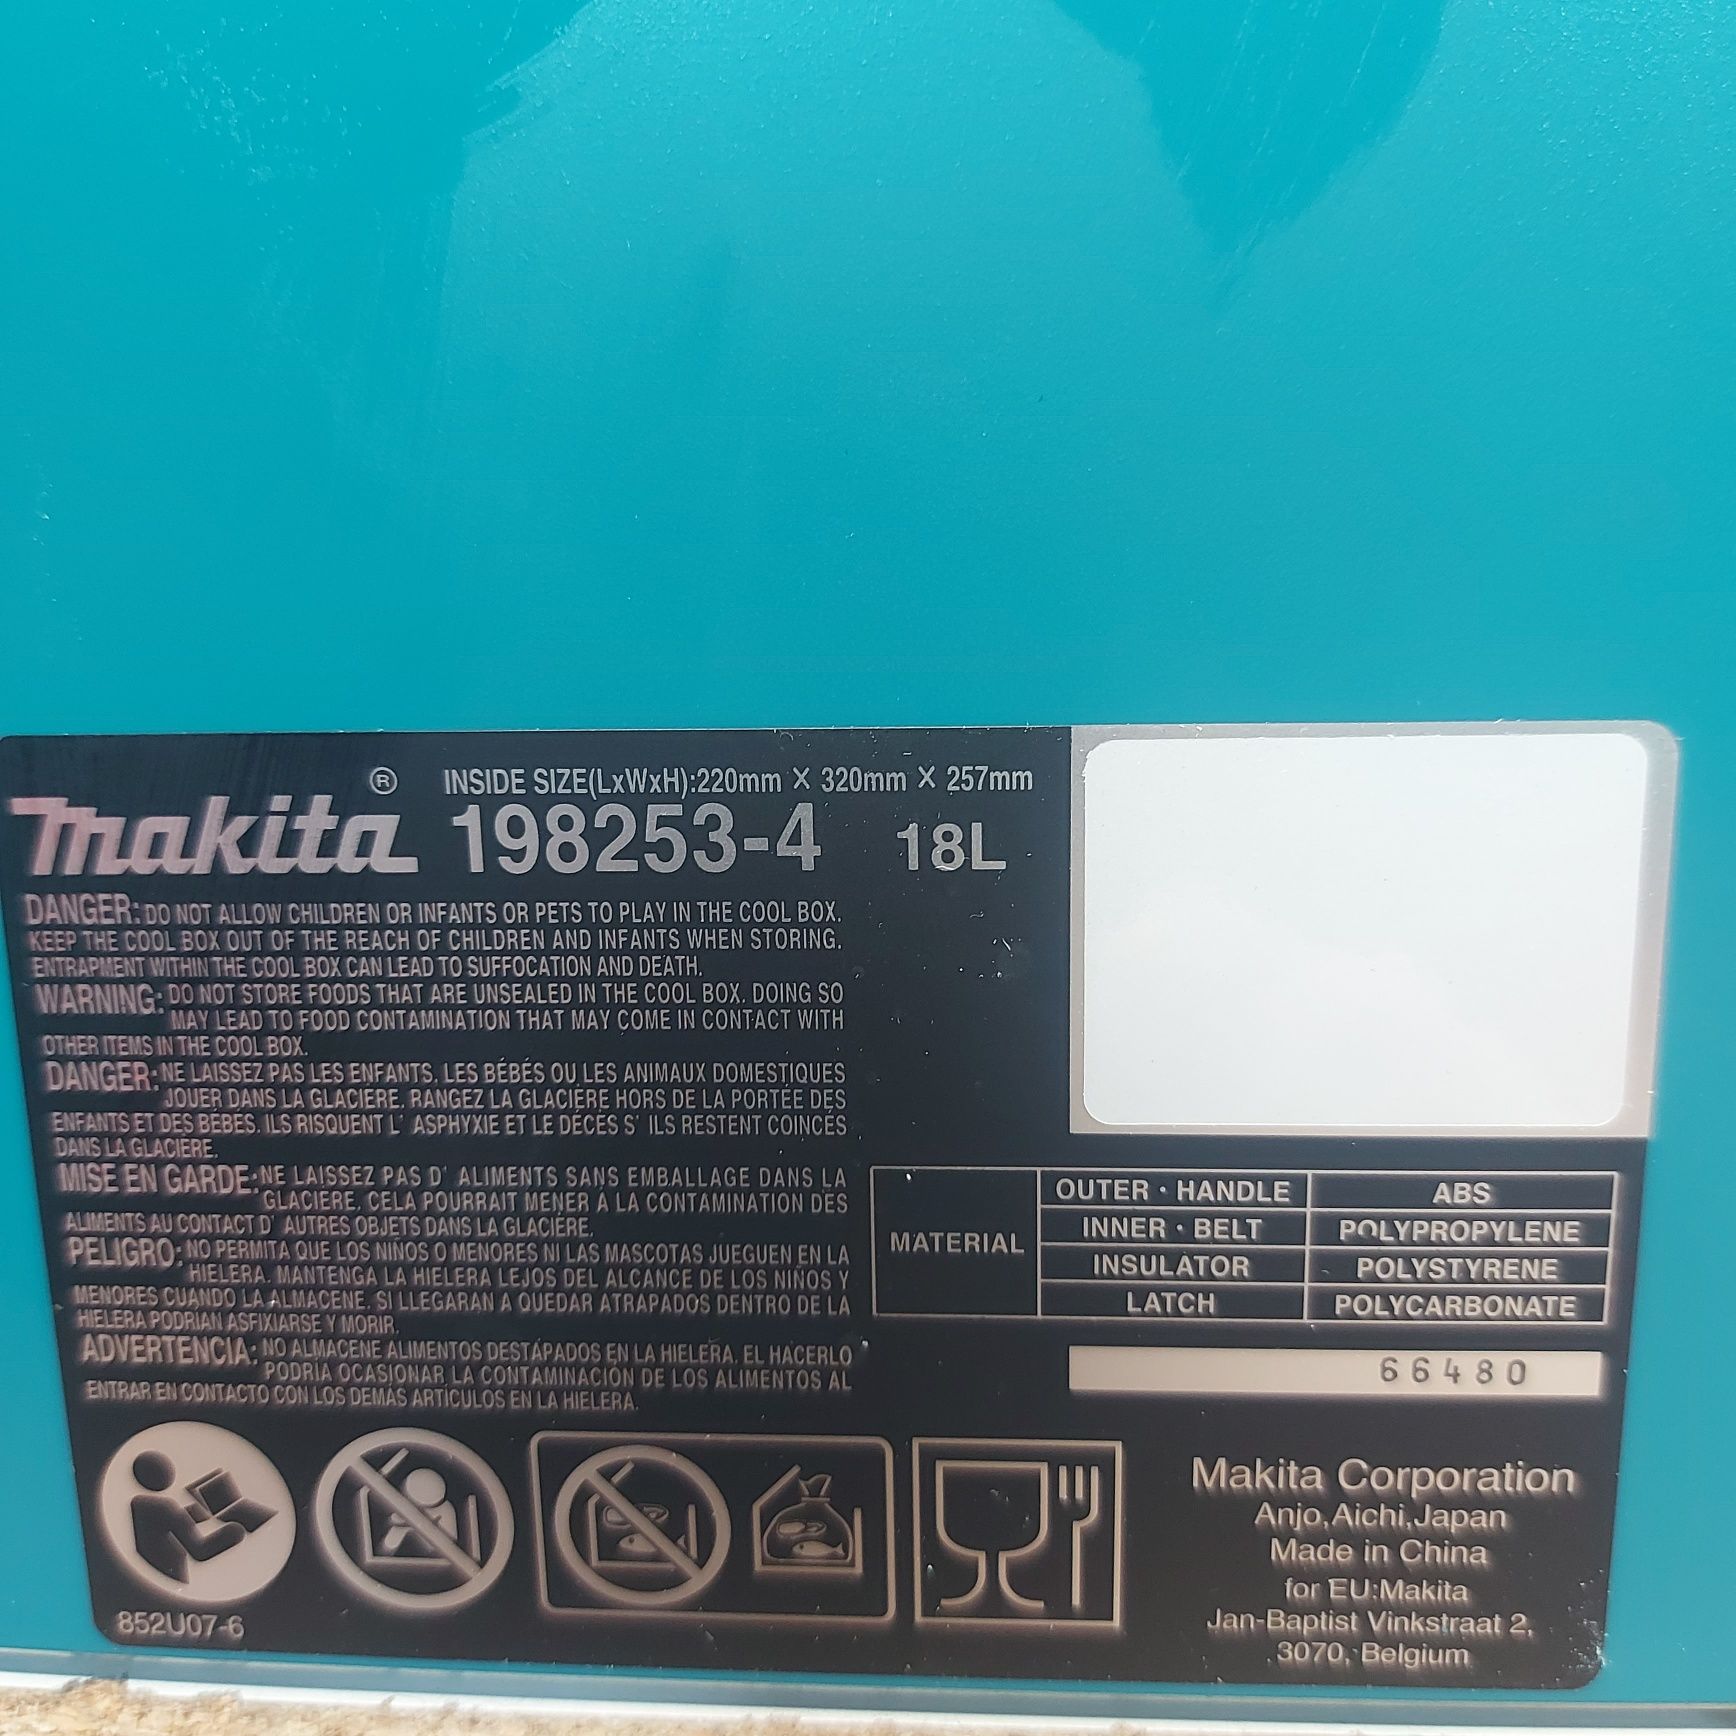 makita ® INSIDE SIZE(LxWxH):220mm × 320mm × 257mm
198253-4 18L
DANGER: DO NOT ALLOW CHILDREN OR INFANTS OR PETS TO PLAY IN THE COOL BOX.
KEEP THE COOL BOX OUT OF THE REACH OF CHILDREN AND INFANTS WHEN STORING.
ENTRAPMENT WITHIN THE COOL BOX CAN LEAD TO SUFFOCATION AND DEATH.
WARNING: DO NOT STORE FOODS THAT ARE UNSEALED IN THE COOL BOX. DOING SO
MAY LEAD TO FOOD CONTAMINATION THAT MAY COME IN CONTACT WITH
OTHER ITEMS IN THE COOL BOX.
DANGER: NE LAISSEZ PAS LES ENFANTS, LES BÉBÉS OU LES ANIMAUX DOMESTIQUES
JOUER DANS LA GLACIÈRE. RANGEZ LA GLACIÈRE HORS DE LA PORTÉE DES
ENFANTS ET DES BÉBÉS. ILS RISQUENT L' ASPHYXIE ET LE DÉCÈS S' ILS RESTENT COINCÉS
DANS LA GLACIÈRE.
MISE EN GARDE: NE LAISSEZ PAS D' ALIMENTS SANS EMBALLAGE DANS LA
GLACIÈRE. CELA POURRAIT MENER À LA CONTAMINATION DES
ALIMENTS AU CONTACT D' AUTRES OBJETS DANS LA GLACIÈRE.
PELIGRO: NO PERMITA QUE LOS NIÑOS O MENORES NI LAS MASCOTAS JUEGUEN EN LA
HIELERA. MANTENGA LA HIELERA LEJOS DEL ALCANCE DE LOS NIÑOS Y
MENORES CUANDO LA ALMACENE. SI LLEGARAN A QUEDAR ATRAPADOS DENTRO DE LA
HIELERA PODRÍAN ASFIXIARSE Y MORIR.
ADVERTENCIA: NO ALMACENE ALIMENTOS DESTAPADOS EN LA HIELERA. EL HACERLO
PODRÍA OCASIONAR LA CONTAMINACIÓN DE LOS ALIMENTOS AL
ENTRAR EN CONTACTO CON LOS DEMÁS ARTÍCULOS EN LA HIELERA.
852U07-6
MATERIAL
OUTER · HANDLE ABS
INNER · BELT POLYPROPYLENE
INSULATOR POLYSTYRENE
LATCH POLYCARBONATE
66480
Makita Corporation
Anjo,Aichi,Japan
Made in China
for EU:Makita
Jan-Baptist Vinkstraat 2,
3070, Belgium